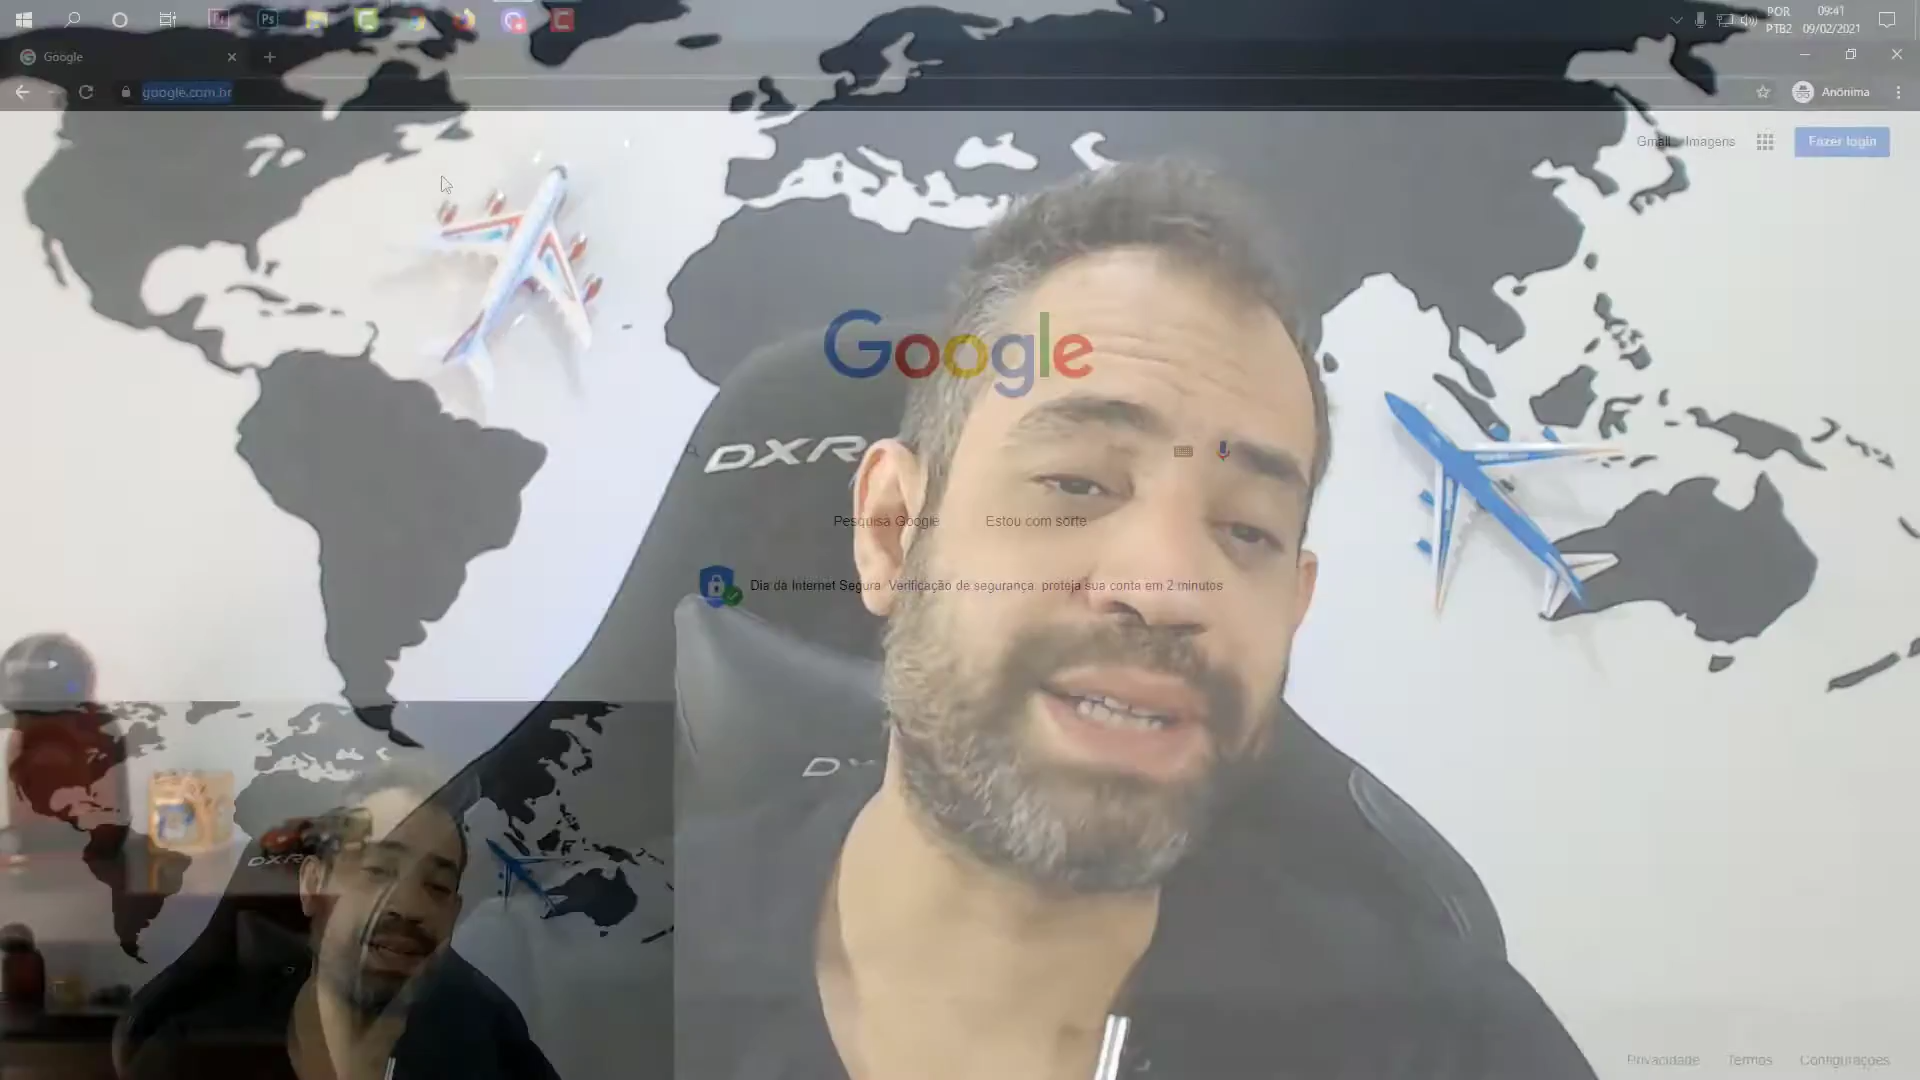 POR
09:41
PTB2
09/02/2021
Google
google.com.br
Anônima
Gmail
Imagens
Fazer login
Google
DXR
Pesquisa Google
Estou com sorte
Dia da Internet Segura Verificação de segurança proteja sua conta em 2 minutos
DXR
Privacidade
Termos
Configurações